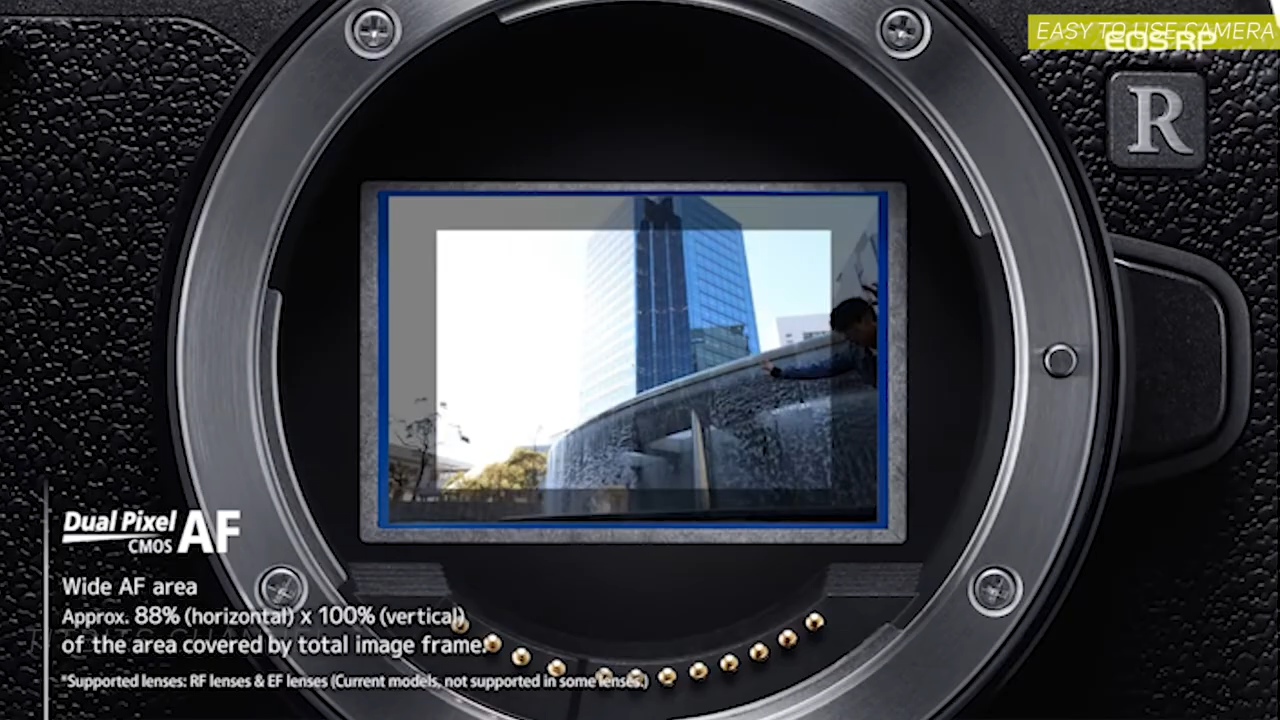 EASY TO USE CAMERA
EOS RP
R
Dual Pixel
CMOS AF
Wide AF area
Approx. 88% (horizontal) x 100% (vertical)
of the area covered by total image frame.
*Supported lenses: RF lenses & EF lenses (Current models, not supported in some lenses.)